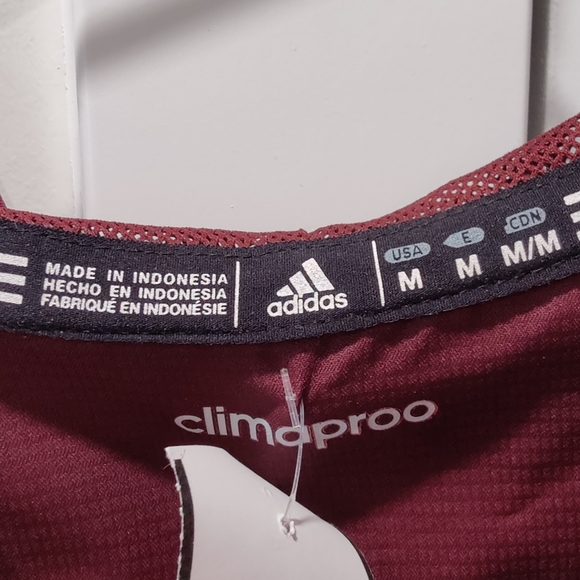 MADE IN INDONESIA
HECHO EN INDONESIA
FABRIQUÉ EN INDONÉSIE
adidas
USA E CDN
M M M/M
climaproo